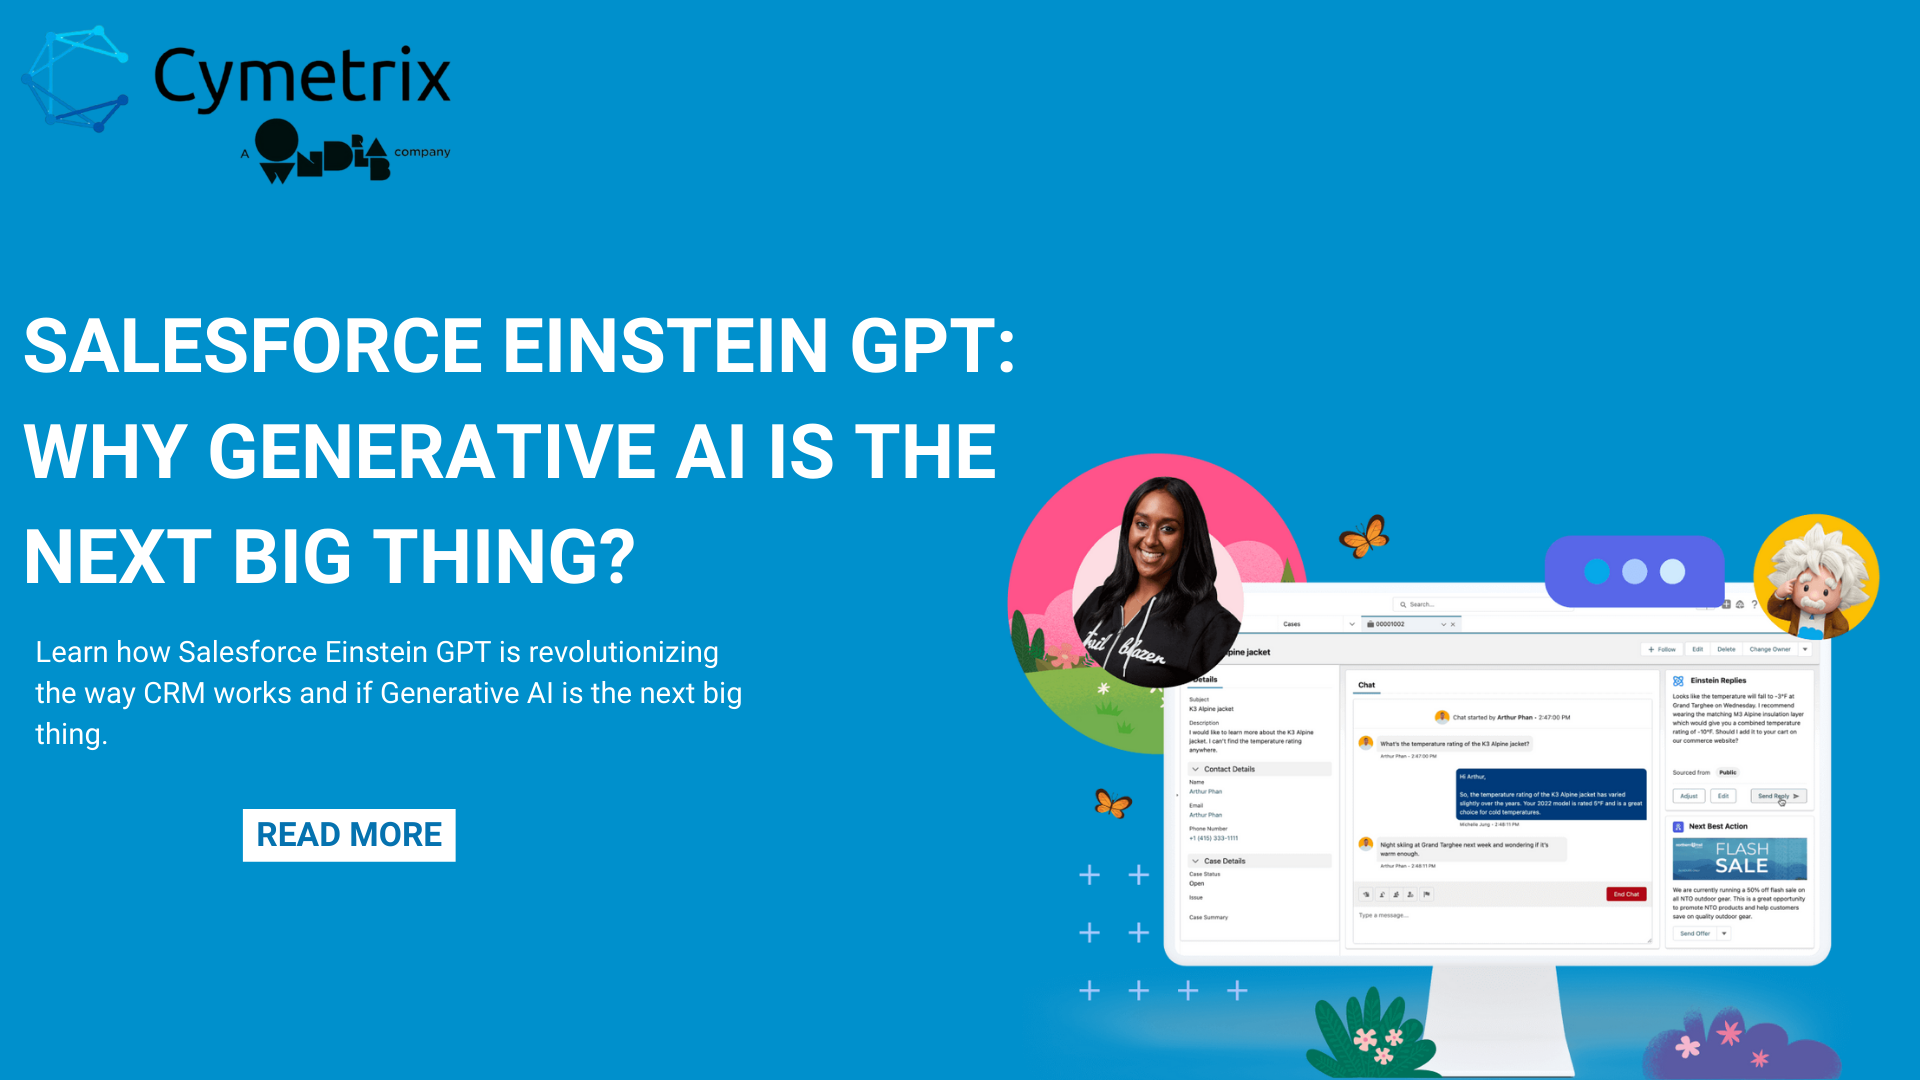 Cymetrix
A WONDRLAB company
SALESFORCE EINSTEIN GPT:
WHY GENERATIVE AI IS THE
NEXT BIG THING?
Learn how Salesforce Einstein GPT is revolutionizing
the way CRM works and if Generative AI is the next big
thing.
READ MORE
trail blazer
Search...
Cases
00001002
pine jacket
+ Follow
Edit
Delete
Change Owner
Details
Subject
K3 Alpine jacket
Description
I would like to learn more about the K3 Alpine
jacket. I can't find the temperature rating
anywhere.
Contact Details
Name
Arthur Phan
Email
Arthur Phan
Phone Number
+1 (415) 333-1111
Case Details
Case Status
Open
Issue
Case Summary
Chat
Chat started by Arthur Phan • 2:47:00 PM
What's the temperature rating of the K3 Alpine jacket?
Arthur Phan • 2:47:00 PM
Hi Arthur,
So, the temperature rating of the K3 Alpine jacket has varied
slightly over the years. Your 2022 model is rated 5°F and is a great
choice for cold temperatures.
Michelle Jung • 2:48:11 PM
Night skiing at Grand Targhee next week and wondering if it's
warm enough.
Arthur Phan • 2:48:11 PM
End Chat
Type a message...
Einstein Replies
Looks like the temperature will fall to -3°F at
Grand Targhee on Wednesday. I recommend
wearing the matching M3 Alpine insulation layer
which would give you a combined temperature
rating of -10°F. Should I add it to your cart on
our commerce website?
Sourced from Public
Adjust
Edit
Send Reply
Next Best Action
FLASH
SALE
We are currently running a 50% off flash sale on
all NTO outdoor gear. This is a great opportunity
to promote NTO products and help customers
save on quality outdoor gear.
Send Offer